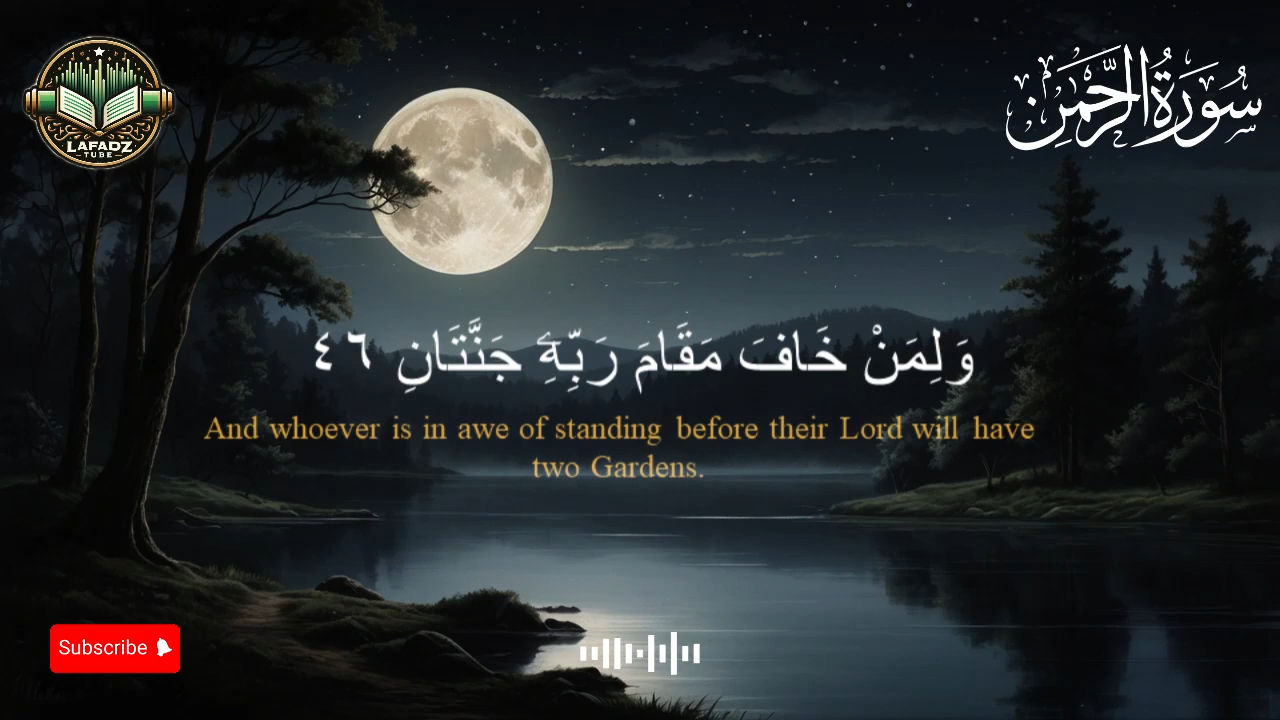 LAFADZ
TUBE
سُورَةُ الرَّحْمَٰنِ
وَلِمَنْ خَافَ مَقَامَ رَبِّهِۦ جَنَّتَانِ ٤٦
And whoever is in awe of standing before their Lord will have
two Gardens.
Subscribe